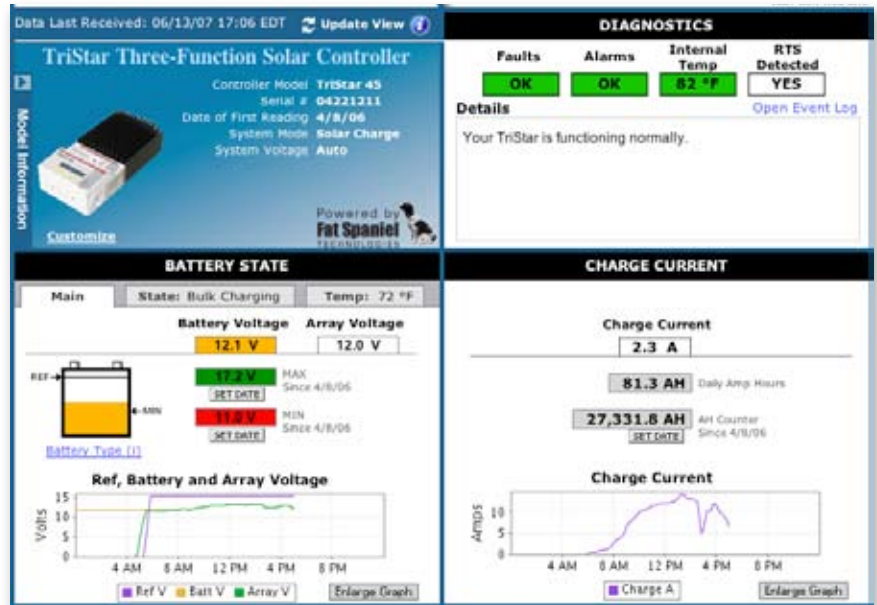 Data Last Received: 06/13/07 17:06 EDT Update View i
TriStar Three-Function Solar Controller
Controller Model TriStar 45
Serial # 04221211
Date of First Reading 4/8/06
System Mode Solar Charge
System Voltage Auto
Model Information
Powered by
Fat Spaniel
TECHNOLOGIES
Customize
DIAGNOSTICS
Faults Alarms Internal Temp RTS Detected
OK OK 82 °F YES
Details Open Event Log
Your TriStar is functioning normally.
BATTERY STATE
Main State: Bulk Charging Temp: 72 °F
Battery Voltage Array Voltage
12.1 V 12.0 V
REF
MIN
17.2 V MAX
SET DATE Since 4/8/06
11.0 V MIN
SET DATE Since 4/8/06
Battery Type [I]
Ref, Battery and Array Voltage
Volts
15
10
5
0
4 AM 8 AM 12 PM 4 PM 8 PM
Ref V Batt V Array V Enlarge Graph
CHARGE CURRENT
Charge Current
2.3 A
81.3 AH Daily Amp Hours
27,331.8 AH AH Counter
SET DATE Since 4/8/06
Charge Current
Amps
10
5
0
4 AM 8 AM 12 PM 4 PM 8 PM
Charge A Enlarge Graph